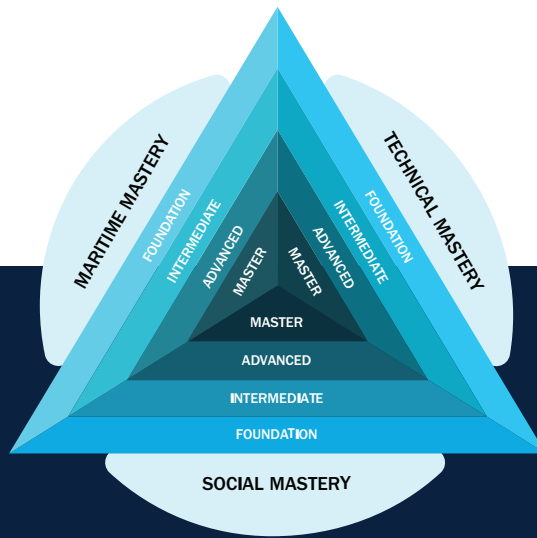 MARITIME MASTERY
TECHNICAL MASTERY
FOUNDATION
INTERMEDIATE
ADVANCED
MASTER
MASTER
ADVANCED
INTERMEDIATE
FOUNDATION
MASTER
ADVANCED
INTERMEDIATE
FOUNDATION
SOCIAL MASTERY